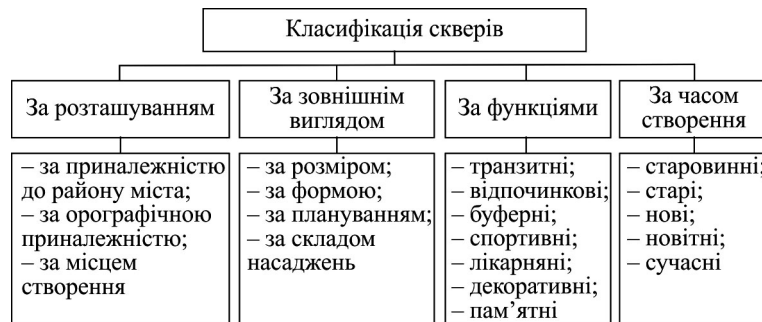 Класифікація скверів
За розташуванням
За зовнішнім
виглядом
За функціями
За часом
створення
– за приналежністю
до району міста;
– за орографічною
приналежністю;
– за місцем
створення
– за розміром;
– за формою;
– за плануванням;
– за складом
насаджень
– транзитні;
– відпочинкові;
– буферні;
– спортивні;
– лікарняні;
– декоративні;
– пам’ятні
– старовинні;
– старі;
– нові;
– новітні;
– сучасні